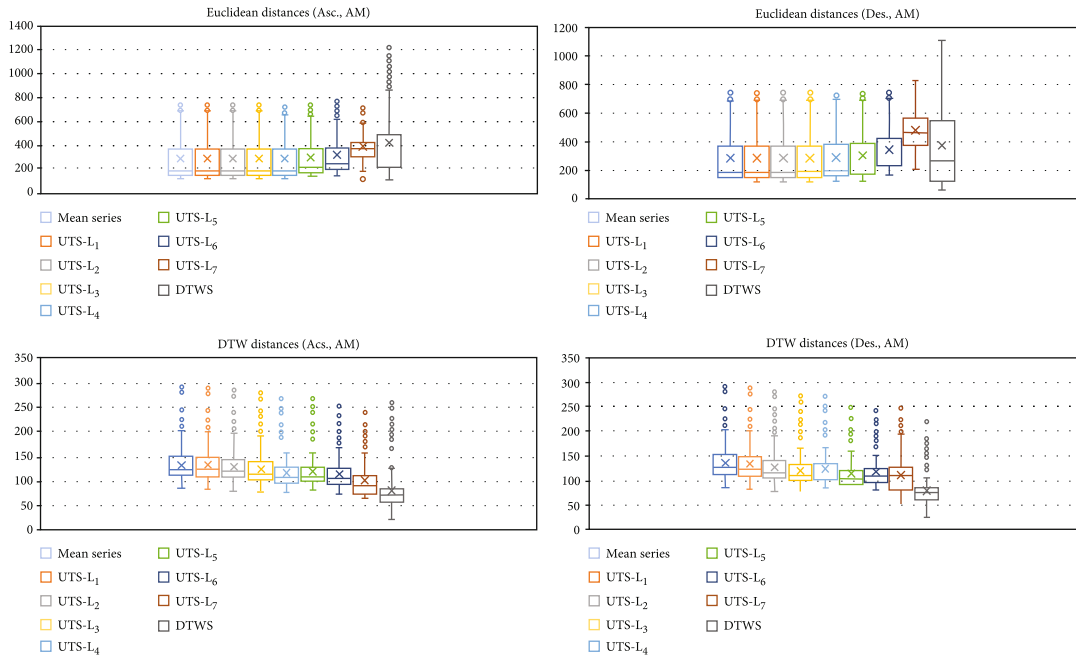 Euclidean distances (Asc., AM)
1400
1200
1000
800
600
400
200
0
Mean series
UTS-L1
UTS-L2
UTS-L3
UTS-L4
UTS-L5
UTS-L6
UTS-L7
DTWS
Euclidean distances (Des., AM)
1200
1000
800
600
400
200
0
Mean series
UTS-L1
UTS-L2
UTS-L3
UTS-L4
UTS-L5
UTS-L6
UTS-L7
DTWS
DTW distances (Acs., AM)
350
300
250
200
150
100
50
0
Mean series
UTS-L1
UTS-L2
UTS-L3
UTS-L4
UTS-L5
UTS-L6
UTS-L7
DTWS
DTW distances (Des., AM)
350
300
250
200
150
100
50
0
Mean series
UTS-L1
UTS-L2
UTS-L3
UTS-L4
UTS-L5
UTS-L6
UTS-L7
DTWS